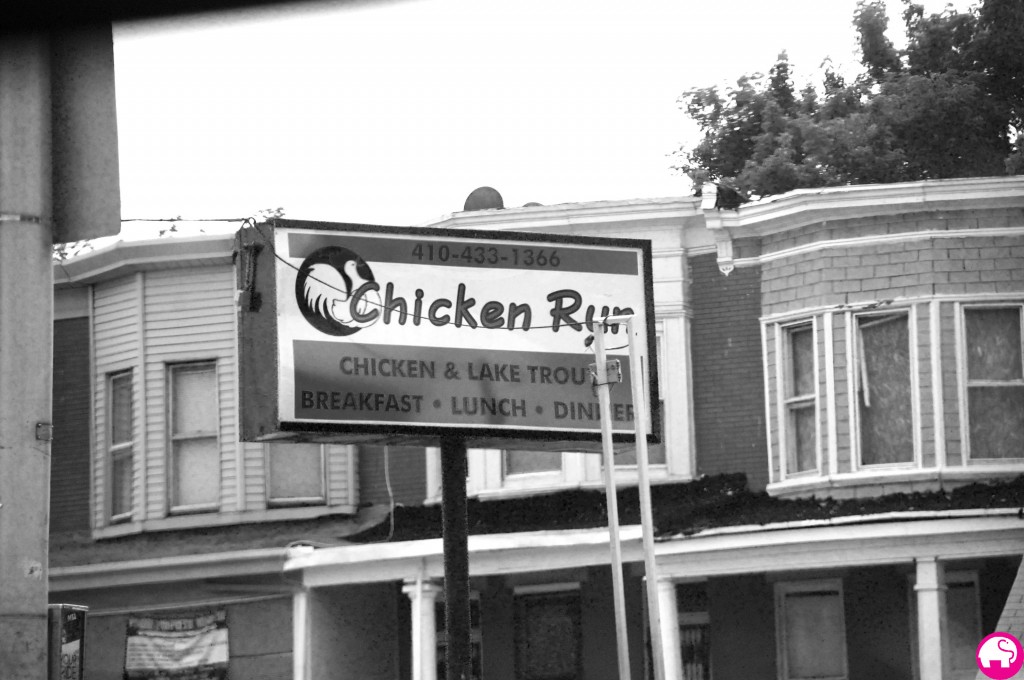 410-433-1366
Chicken Run
CHICKEN & LAKE TROUT
BREAKFAST • LUNCH • DINNER